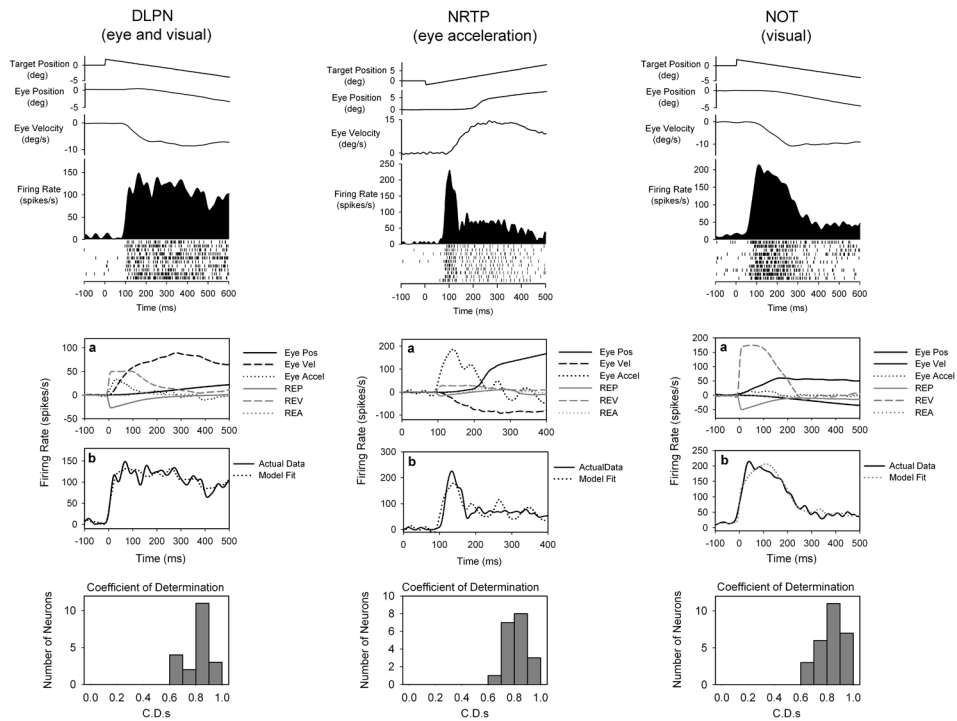 DLPN
(eye and visual)
NRTP
(eye acceleration)
NOT
(visual)
Target Position
(deg)
0
-5
Eye Position
(deg)
0
-5
Eye Velocity
(deg/s)
0
-10
Firing Rate
(spikes/s)
150
100
50
0
-100 0 100 200 300 400 500 600
Time (ms)
Target Position
(deg)
5
0
Eye Position
(deg)
5
0
Eye Velocity
(deg/s)
15
0
Firing Rate
(spikes/s)
250
200
150
100
50
0
-100 0 100 200 300 400 500
Time (ms)
Target Position
(deg)
0
-5
Eye Position
(deg)
0
-5
Eye Velocity
(deg/s)
0
-10
Firing Rate
(spikes/s)
200
150
100
50
0
-100 0 100 200 300 400 500 600
Time (ms)
a
100
50
0
-50
Eye Pos
Eye Vel
Eye Accel
REP
REV
REA
Firirng Rate (spikes/s)
b
150
100
50
0
Actual Data
Model Fit
-100 0 100 200 300 400 500
Time (ms)
a
200
100
0
-100
Eye Pos
Eye Vel
Eye Accel
REP
REV
REA
Firirng Rate (spikes/s)
b
300
200
100
0
ActualData
Model Fit
0 100 200 300 400
Time (ms)
a
200
150
100
50
0
-50
Eye Pos
Eye Vel
Eye Accel
REP
REV
REA
Firirng Rate (spikes/s)
b
250
200
150
100
50
0
Actual Data
Model Fit
-100 0 100 200 300 400 500
Time (ms)
Coefficient of Determination
Number of Neurons
10
5
0
0.0 0.2 0.4 0.6 0.8 1.0
C.D.s
Coefficient of Determination
Number of Neurons
10
8
6
4
2
0
0.0 0.2 0.4 0.6 0.8 1.0
C.D.s
Coefficient of Determination
Number of Neurons
10
5
0
0.0 0.2 0.4 0.6 0.8 1.0
C.D.s